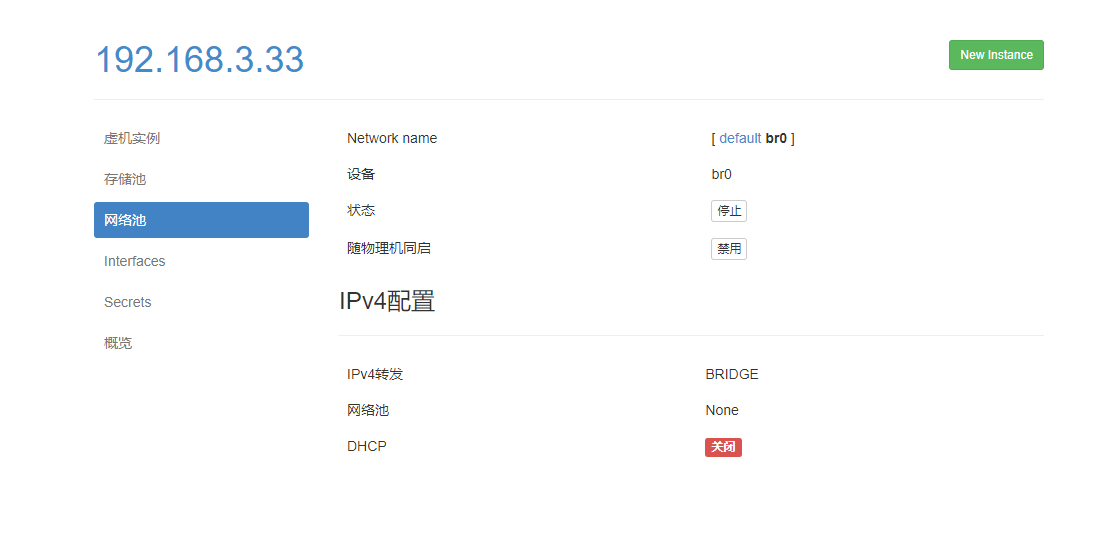 192.168.3.33
New Instance
虚机实例
存储池
网络池
Interfaces
Secrets
概览
Network name [ default br0 ]
设备 br0
状态 停止
随物理机同启 禁用
IPv4配置
IPv4转发 BRIDGE
网络池 None
DHCP 关闭